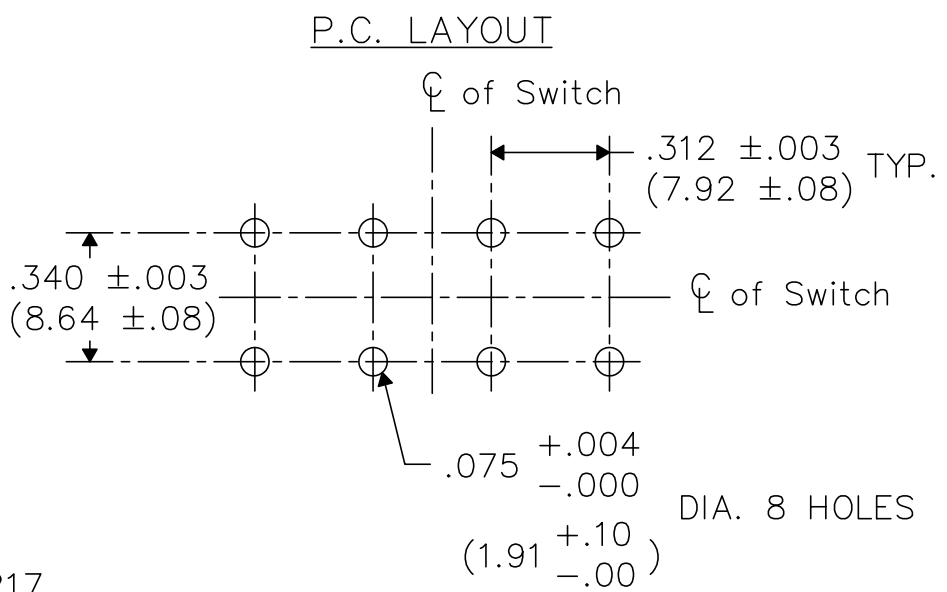 P.C. LAYOUT
℄ of Switch
.312 ±.003
(7.92 ±.08) TYP.
.340 ±.003
(8.64 ±.08)
℄ of Switch
.075 +.004
-.000
DIA. 8 HOLES
(1.91 +.10
-.00 )